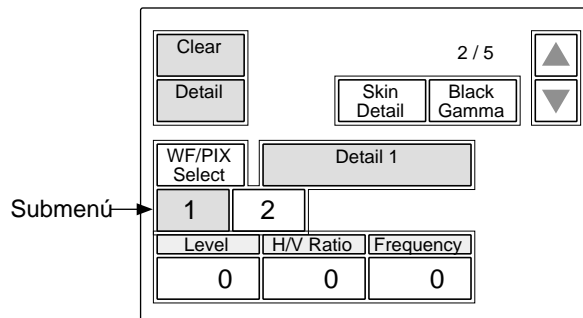 Clear
2 / 5
Detail
Skin Detail
Black Gamma
WF/PIX Select
Detail 1
Submenú
1
2
Level
H/V Ratio
Frequency
0
0
0